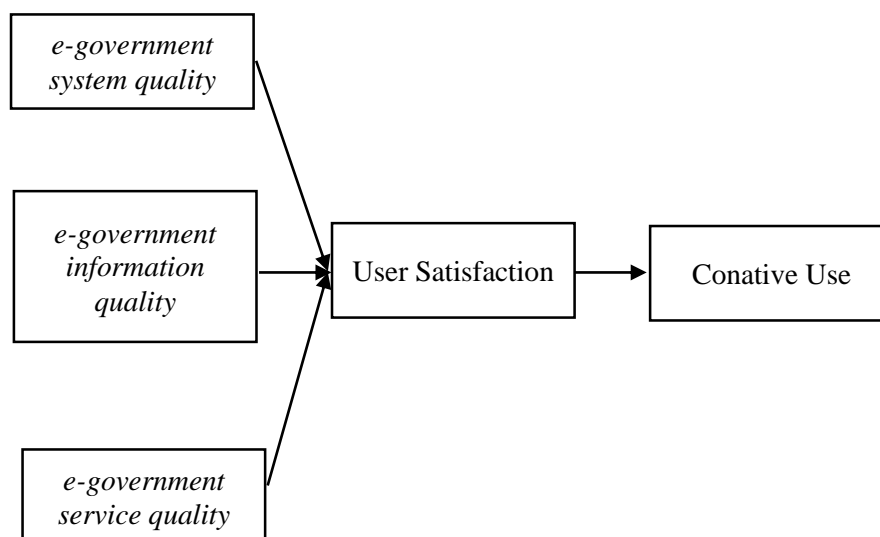 e-government
system quality
e-government
information
quality
User Satisfaction
Conative Use
e-government
service quality